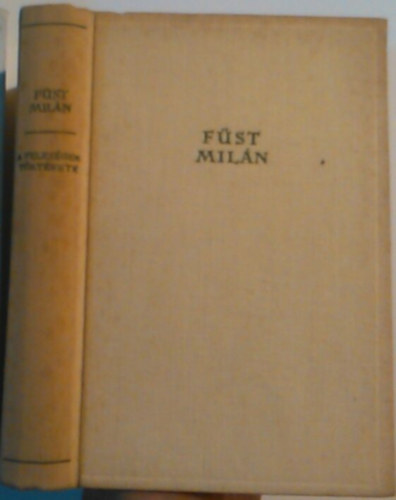 FÜST
MILÁN
A FELESÉGEM
TÖRTÉNETE
FÜST
MILÁN